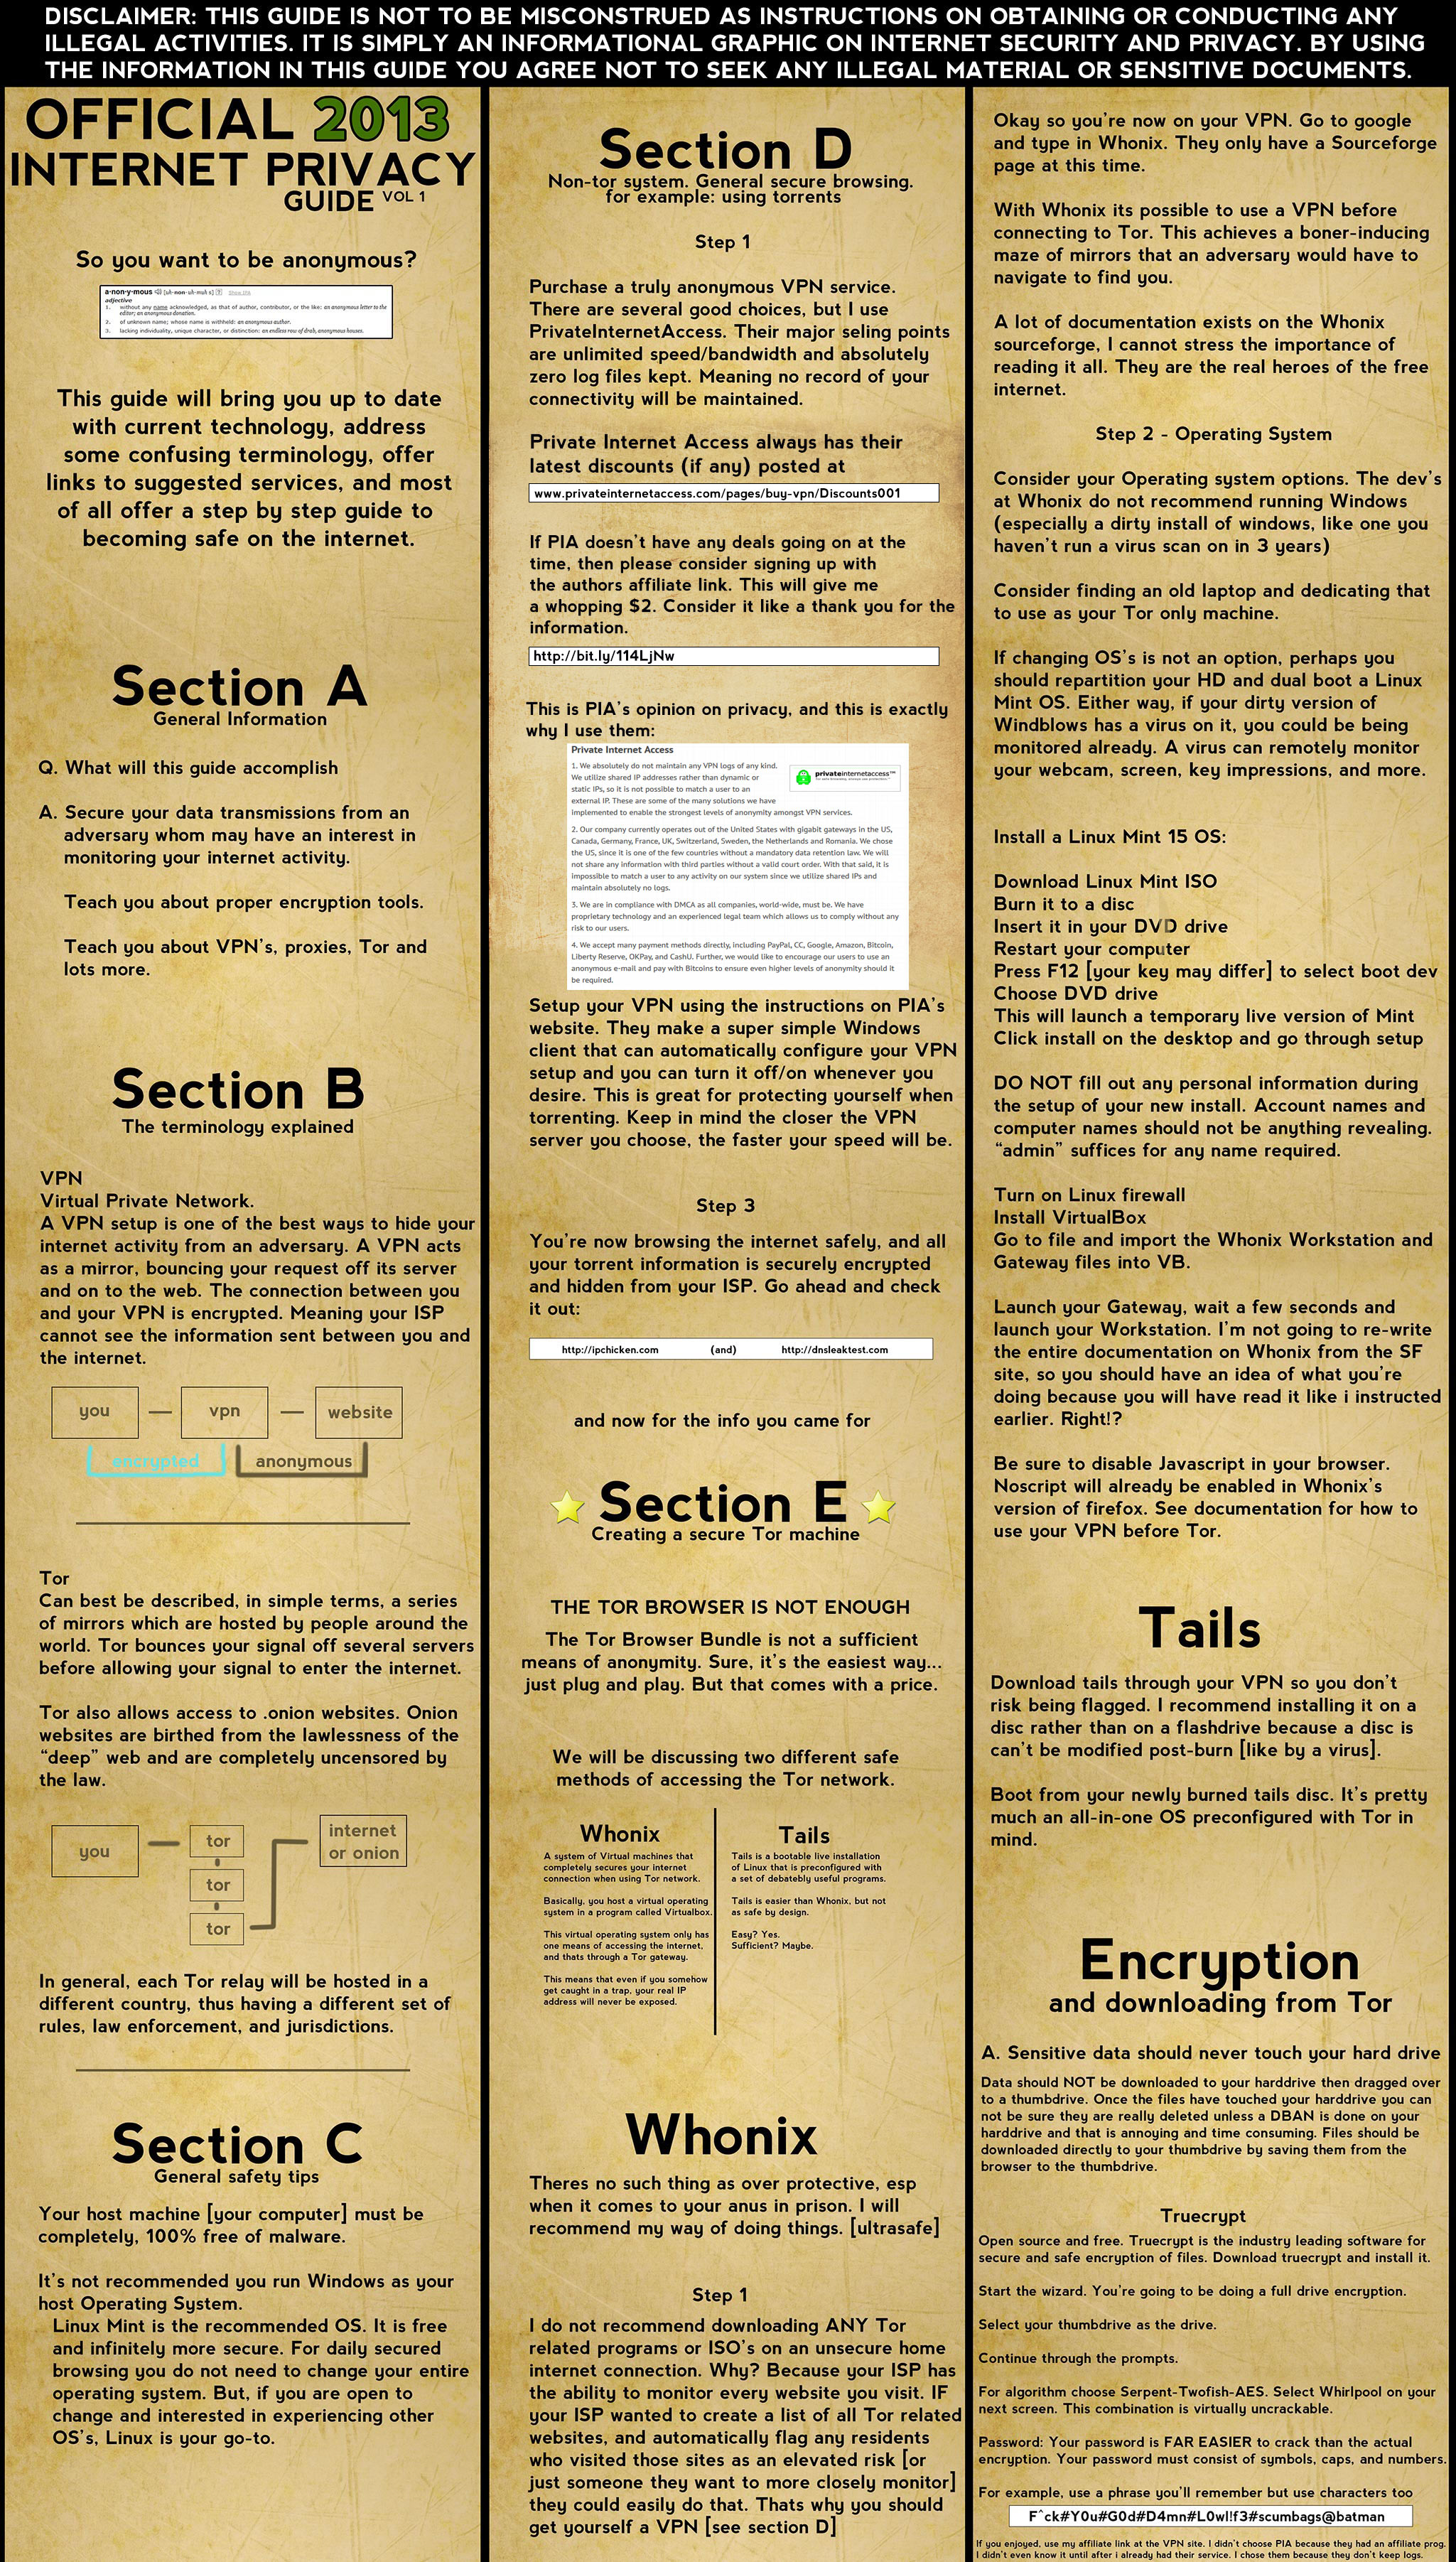 DISCLAIMER: THIS GUIDE IS NOT TO BE MISCONSTRUED AS INSTRUCTIONS ON OBTAINING OR CONDUCTING ANY
ILLEGAL ACTIVITIES. IT IS SIMPLY AN INFORMATIONAL GRAPHIC ON INTERNET SECURITY AND PRIVACY. BY USING
THE INFORMATION IN THIS GUIDE YOU AGREE NOT TO SEEK ANY ILLEGAL MATERIAL OR SENSITIVE DOCUMENTS.
OFFICIAL 2013
INTERNET PRIVACY
GUIDE VOL 1
So you want to be anonymous?
a·non·y·mous [uh-non-uh-muhs] ? Show IPA
adjective
1. without any name acknowledged, as that of author, contributor, or the like: an anonymous letter to the
editor; an anonymous donation.
2. of unknown name; whose name is withheld: an anonymous author.
3. lacking individuality, unique character, or distinction: an endless row of drab, anonymous houses.
This guide will bring you up to date
with current technology, address
some confusing terminology, offer
links to suggested services, and most
of all offer a step by step guide to
becoming safe on the internet.
Section A
General Information
Q. What will this guide accomplish
A. Secure your data transmissions from an
adversary whom may have an interest in
monitoring your internet activity.
Teach you about proper encryption tools.
Teach you about VPN's, proxies, Tor and
lots more.
Section B
The terminology explained
VPN
Virtual Private Network.
A VPN setup is one of the best ways to hide your
internet activity from an adversary. A VPN acts
as a mirror, bouncing your request off its server
and on to the web. The connection between you
and your VPN is encrypted. Meaning your ISP
cannot see the information sent between you and
the internet.
you — vpn — website
encrypted anonymous
Tor
Can best be described, in simple terms, a series
of mirrors which are hosted by people around the
world. Tor bounces your signal off several servers
before allowing your signal to enter the internet.
Tor also allows access to .onion websites. Onion
websites are birthed from the lawlessness of the
"deep" web and are completely uncensored by
the law.
you
tor
tor
tor
internet
or onion
In general, each Tor relay will be hosted in a
different country, thus having a different set of
rules, law enforcement, and jurisdictions.
Section C
General safety tips
Your host machine [your computer] must be
completely, 100% free of malware.
It's not recommended you run Windows as your
host Operating System.
Linux Mint is the recommended OS. It is free
and infinitely more secure. For daily secured
browsing you do not need to change your entire
operating system. But, if you are open to
change and interested in experiencing other
OS's, Linux is your go-to.
Section D
Non-tor system. General secure browsing.
for example: using torrents
Step 1
Purchase a truly anonymous VPN service.
There are several good choices, but I use
PrivateInternetAccess. Their major seling points
are unlimited speed/bandwidth and absolutely
zero log files kept. Meaning no record of your
connectivity will be maintained.
Private Internet Access always has their
latest discounts (if any) posted at
www.privateinternetaccess.com/pages/buy-vpn/Discounts001
If PIA doesn't have any deals going on at the
time, then please consider signing up with
the authors affiliate link. This will give me
a whopping $2. Consider it like a thank you for the
information.
http://bit.ly/114LjNw
This is PIA's opinion on privacy, and this is exactly
why I use them:
Private Internet Access
1. We absolutely do not maintain any VPN logs of any kind.
We utilize shared IP addresses rather than dynamic or
static IPs, so it is not possible to match a user to an
external IP. These are some of the many solutions we have
implemented to enable the strongest levels of anonymity amongst VPN services.
privateinternetaccess™
2. Our company currently operates out of the United States with gigabit gateways in the US,
Canada, Germany, France, UK, Switzerland, Sweden, the Netherlands and Romania. We chose
the US, since it is one of the few countries without a mandatory data retention law. We will
not share any information with third parties without a valid court order. With that said, it is
impossible to match a user to any activity on our system since we utilize shared IPs and
maintain absolutely no logs.
3. We are in compliance with DMCA as all companies, world-wide, must be. We have
proprietary technology and an experienced legal team which allows us to comply without any
risk to our users.
4. We accept many payment methods directly, including PayPal, CC, Google, Amazon, Bitcoin,
Liberty Reserve, OKPay, and CashU. Further, we would like to encourage our users to use an
anonymous e-mail and pay with Bitcoins to ensure even higher levels of anonymity should it
be required.
Setup your VPN using the instructions on PIA's
website. They make a super simple Windows
client that can automatically configure your VPN
setup and you can turn it off/on whenever you
desire. This is great for protecting yourself when
torrenting. Keep in mind the closer the VPN
server you choose, the faster your speed will be.
Step 3
You're now browsing the internet safely, and all
your torrent information is securely encrypted
and hidden from your ISP. Go ahead and check
it out:
http://ipchicken.com (and) http://dnsleaktest.com
and now for the info you came for
Section E
Creating a secure Tor machine
THE TOR BROWSER IS NOT ENOUGH
The Tor Browser Bundle is not a sufficient
means of anonymity. Sure, it's the easiest way...
just plug and play. But that comes with a price.
We will be discussing two different safe
methods of accessing the Tor network.
Whonix
A system of Virtual machines that
completely secures your internet
connection when using Tor network.
Basically, you host a virtual operating
system in a program called Virtualbox.
This virtual operating system only has
one means of accessing the internet,
and thats through a Tor gateway.
This means that even if you somehow
get caught in a trap, your real IP
address will never be exposed.
Tails
Tails is a bootable live installation
of Linux that is preconfigured with
a set of debatebly useful programs.
Tails is easier than Whonix, but not
as safe by design.
Easy? Yes.
Sufficient? Maybe.
Whonix
Theres no such thing as over protective, esp
when it comes to your anus in prison. I will
recommend my way of doing things. [ultrasafe]
Step 1
I do not recommend downloading ANY Tor
related programs or ISO's on an unsecure home
internet connection. Why? Because your ISP has
the ability to monitor every website you visit. IF
your ISP wanted to create a list of all Tor related
websites, and automatically flag any residents
who visited those sites as an elevated risk [or
just someone they want to more closely monitor]
they could easily do that. Thats why you should
get yourself a VPN [see section D]
Okay so you're now on your VPN. Go to google
and type in Whonix. They only have a Sourceforge
page at this time.
With Whonix its possible to use a VPN before
connecting to Tor. This achieves a boner-inducing
maze of mirrors that an adversary would have to
navigate to find you.
A lot of documentation exists on the Whonix
sourceforge, I cannot stress the importance of
reading it all. They are the real heroes of the free
internet.
Step 2 - Operating System
Consider your Operating system options. The dev's
at Whonix do not recommend running Windows
(especially a dirty install of windows, like one you
haven't run a virus scan on in 3 years)
Consider finding an old laptop and dedicating that
to use as your Tor only machine.
If changing OS's is not an option, perhaps you
should repartition your HD and dual boot a Linux
Mint OS. Either way, if your dirty version of
Windblows has a virus on it, you could be being
monitored already. A virus can remotely monitor
your webcam, screen, key impressions, and more.
Install a Linux Mint 15 OS:
Download Linux Mint ISO
Burn it to a disc
Insert it in your DVD drive
Restart your computer
Press F12 [your key may differ] to select boot dev
Choose DVD drive
This will launch a temporary live version of Mint
Click install on the desktop and go through setup
DO NOT fill out any personal information during
the setup of your new install. Account names and
computer names should not be anything revealing.
"admin" suffices for any name required.
Turn on Linux firewall
Install VirtualBox
Go to file and import the Whonix Workstation and
Gateway files into VB.
Launch your Gateway, wait a few seconds and
launch your Workstation. I'm not going to re-write
the entire documentation on Whonix from the SF
site, so you should have an idea of what you're
doing because you will have read it like i instructed
earlier. Right!?
Be sure to disable Javascript in your browser.
Noscript will already be enabled in Whonix's
version of firefox. See documentation for how to
use your VPN before Tor.
Tails
Download tails through your VPN so you don't
risk being flagged. I recommend installing it on a
disc rather than on a flashdrive because a disc is
can't be modified post-burn [like by a virus].
Boot from your newly burned tails disc. It's pretty
much an all-in-one OS preconfigured with Tor in
mind.
Encryption
and downloading from Tor
A. Sensitive data should never touch your hard drive
Data should NOT be downloaded to your harddrive then dragged over
to a thumbdrive. Once the files have touched your harddrive you can
not be sure they are really deleted unless a DBAN is done on your
harddrive and that is annoying and time consuming. Files should be
downloaded directly to your thumbdrive by saving them from the
browser to the thumbdrive.
Truecrypt
Open source and free. Truecrypt is the industry leading software for
secure and safe encryption of files. Download truecrypt and install it.
Start the wizard. You're going to be doing a full drive encryption.
Select your thumbdrive as the drive.
Continue through the prompts.
For algorithm choose Serpent-Twofish-AES. Select Whirlpool on your
next screen. This combination is virtually uncrackable.
Password: Your password is FAR EASIER to crack than the actual
encryption. Your password must consist of symbols, caps, and numbers.
For example, use a phrase you'll remember but use characters too
F^ck#Y0u#G0d#D4mn#L0wl!f3#scumbags@batman
If you enjoyed, use my affiliate link at the VPN site. I didn't choose PIA because they had an affiliate prog.
I didn't even know it until after i already had their service. I chose them because they don't keep logs.